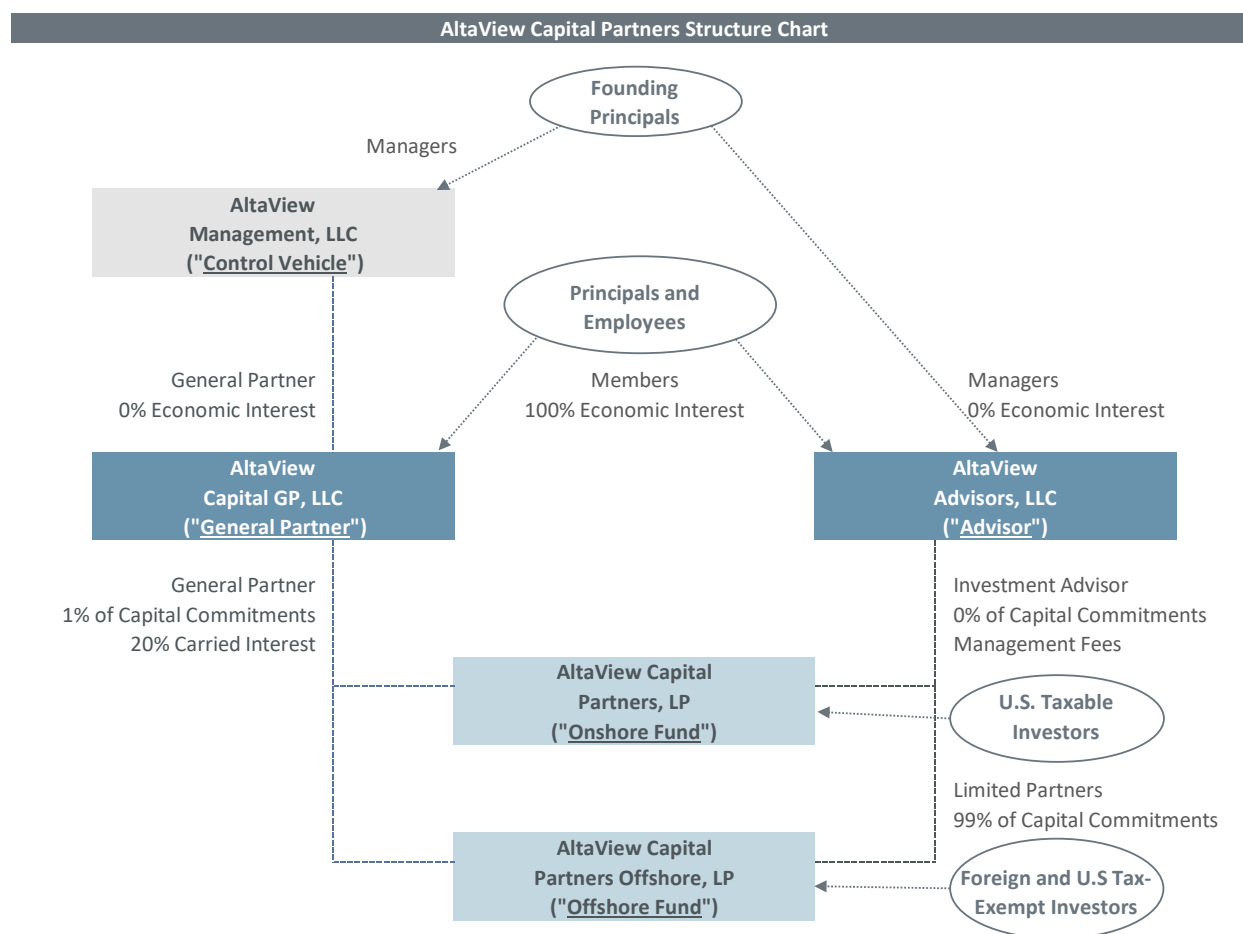 AltaView Capital Partners Structure Chart
Founding
Principals
Managers
AltaView
Management, LLC
("Control Vehicle")
Principals and
Employees
General Partner
0% Economic Interest
Members
100% Economic Interest
Managers
0% Economic Interest
AltaView
Capital GP, LLC
("General Partner")
AltaView
Advisors, LLC
("Advisor")
General Partner
1% of Capital Commitments
20% Carried Interest
Investment Advisor
0% of Capital Commitments
Management Fees
AltaView Capital
Partners, LP
("Onshore Fund")
U.S. Taxable
Investors
Limited Partners
99% of Capital Commitments
AltaView Capital
Partners Offshore, LP
("Offshore Fund")
Foreign and U.S Tax-
Exempt Investors